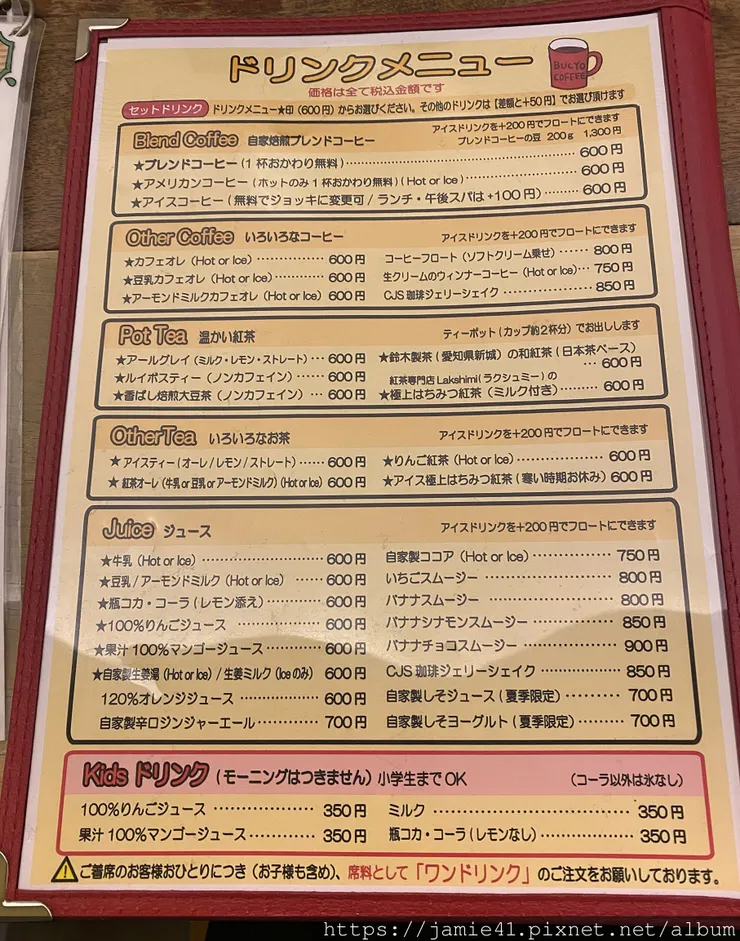 ドリンクメニュー
BUCYO COFFEE
価格は全て税込金額です
セットドリンク ドリンクメニュー★印(600円)からお選びください。その他のドリンクは【差額と+50円】でお選び頂けます
Blend Coffee 自家焙煎ブレンドコーヒー
アイスドリンクを+200円でフロートにできます
ブレンドコーヒーの豆 200g 1,300円
★ブレンドコーヒー(1杯おかわり無料)……600円
★アメリカンコーヒー(ホットのみ1杯おかわり無料)(Hot or Ice)……600円
★アイスコーヒー(無料でジョッキに変更可/ランチ・午後スパは+100円)……600円
Other Coffee いろいろなコーヒー アイスドリンクを+200円でフロートにできます
★カフェオレ(Hot or Ice)……600円
★豆乳カフェオレ(Hot or Ice)……600円
★アーモンドミルクカフェオレ(Hot or Ice) 600円
コーヒーフロート(ソフトクリーム乗せ)……800円
生クリームのウィンナーコーヒー(Hot or Ice)…750円
CJS珈琲ジェリーシェイク……850円
Pot Tea 温かい紅茶 ティーポット(カップ約2杯分)でお出しします
★アールグレイ(ミルク・レモン・ストレート)…600円
★ルイボスティー(ノンカフェイン)……600円
★香ばし焙煎大豆茶(ノンカフェイン)…600円
★鈴木製茶(愛知県新城)の和紅茶(日本茶ベース)
…600円
紅茶専門店Lakshimi(ラクシュミー)の
★極上はちみつ紅茶(ミルク付き)……600円
OtherTea いろいろなお茶 アイスドリンクを+200円でフロートにできます
★アイスティー(オーレ/レモン/ストレート)……600円
★紅茶オーレ(牛乳or豆乳orアーモンドミルク)(Hot or Ice) 600円
★りんご紅茶(Hot or Ice)……600円
★アイス極上はちみつ紅茶(寒い時期お休み)…600円
Juice ジュース アイスドリンクを+200円でフロートにできます
★牛乳(Hot or Ice)……600円
★豆乳/アーモンドミルク(Hot or Ice)……600円
★瓶コカ・コーラ(レモン添え)……600円
★100%りんごジュース……600円
★果汁100%マンゴージュース……600円
★自家製生姜湯(Hot or Ice)/生姜ミルク(Iceのみ) 600円
120%オレンジジュース……600円
自家製辛口ジンジャーエール……700円
自家製ココア(Hot or Ice)……750円
いちごスムージー……800円
バナナスムージー……800円
バナナシナモンスムージー……850円
バナナチョコスムージー……900円
CJS珈琲ジェリーシェイク……850円
自家製しそジュース(夏季限定)……700円
自家製しそヨーグルト(夏季限定)……700円
Kids ドリンク(モーニングはつきません)小学生までOK (コーラ以外は氷なし)
100%りんごジュース……350円
果汁100%マンゴージュース……350円
ミルク……350円
瓶コカ・コーラ(レモンなし)……350円
ご着席のお客様おひとりにつき(お子様も含め)、席料として「ワンドリンク」のご注文をお願いしております。
https://jamie41.pixnet.net/album